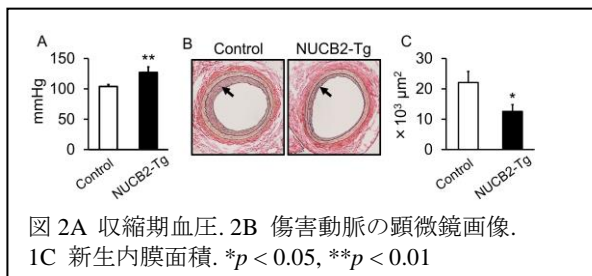 A
B
C
mmHg
150
100
50
0
**
Control
NUCB2-Tg
Control
NUCB2-Tg
× 10³ μm²
30
20
10
0
*
Control
NUCB2-Tg
図 2A 収縮期血圧. 2B 傷害動脈の顕微鏡画像.
1C 新生内膜面積. *p < 0.05, **p < 0.01